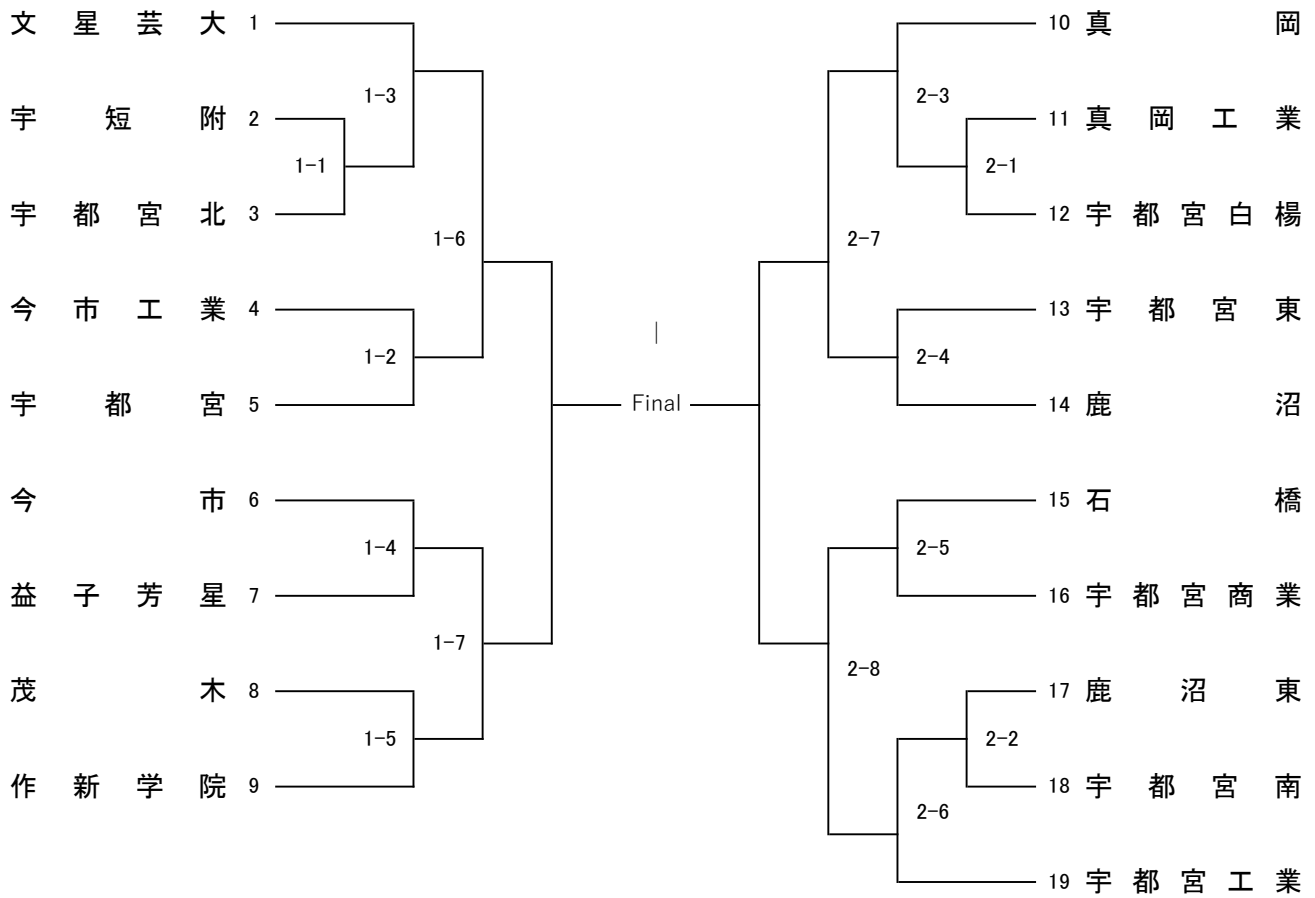 文星芸大 1
10 真岡
1-3
2-3
宇短附 2
11 真岡工業
1-1
2-1
宇都宮北 3
12 宇都宮白楊
1-6
2-7
今市工業 4
13 宇都宮東
1-2
2-4
宇都宮 5
Final
14 鹿沼
今市 6
15 石橋
1-4
2-5
益子芳星 7
16 宇都宮商業
1-7
2-8
茂木 8
17 鹿沼東
1-5
2-2
作新学院 9
18 宇都宮南
2-6
19 宇都宮工業